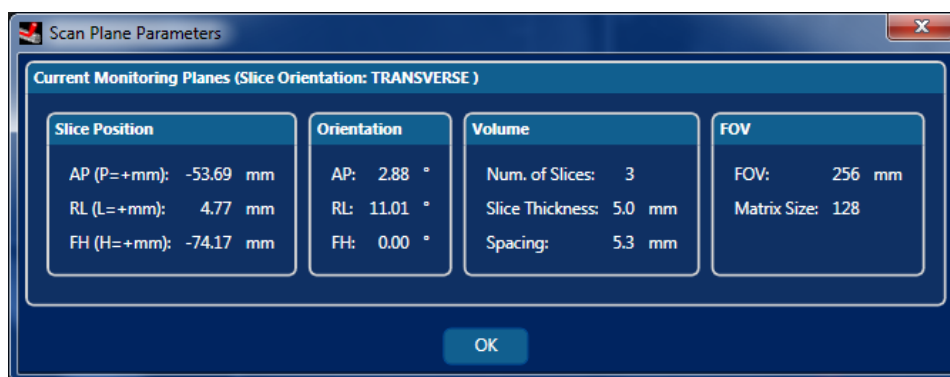 Scan Plane Parameters
Current Monitoring Planes (Slice Orientation: TRANSVERSE )
Slice Position
AP (P=+mm): -53.69 mm
RL (L=+mm): 4.77 mm
FH (H=+mm): -74.17 mm
Orientation
AP: 2.88 °
RL: 11.01 °
FH: 0.00 °
Volume
Num. of Slices: 3
Slice Thickness: 5.0 mm
Spacing: 5.3 mm
FOV
FOV: 256 mm
Matrix Size: 128
OK